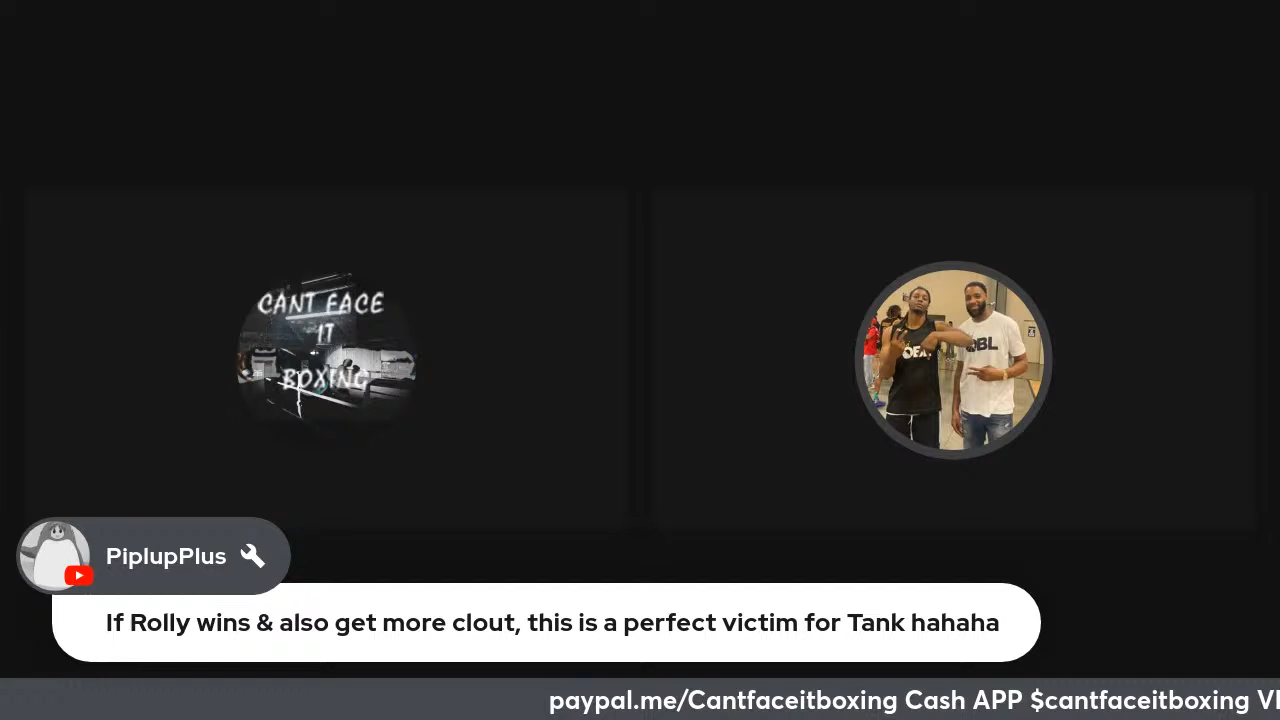 CANT FACE
IT
BOXING
QBL
PiplupPlus
If Rolly wins & also get more clout, this is a perfect victim for Tank hahaha
paypal.me/Cantfaceitboxing Cash APP $cantfaceitboxing